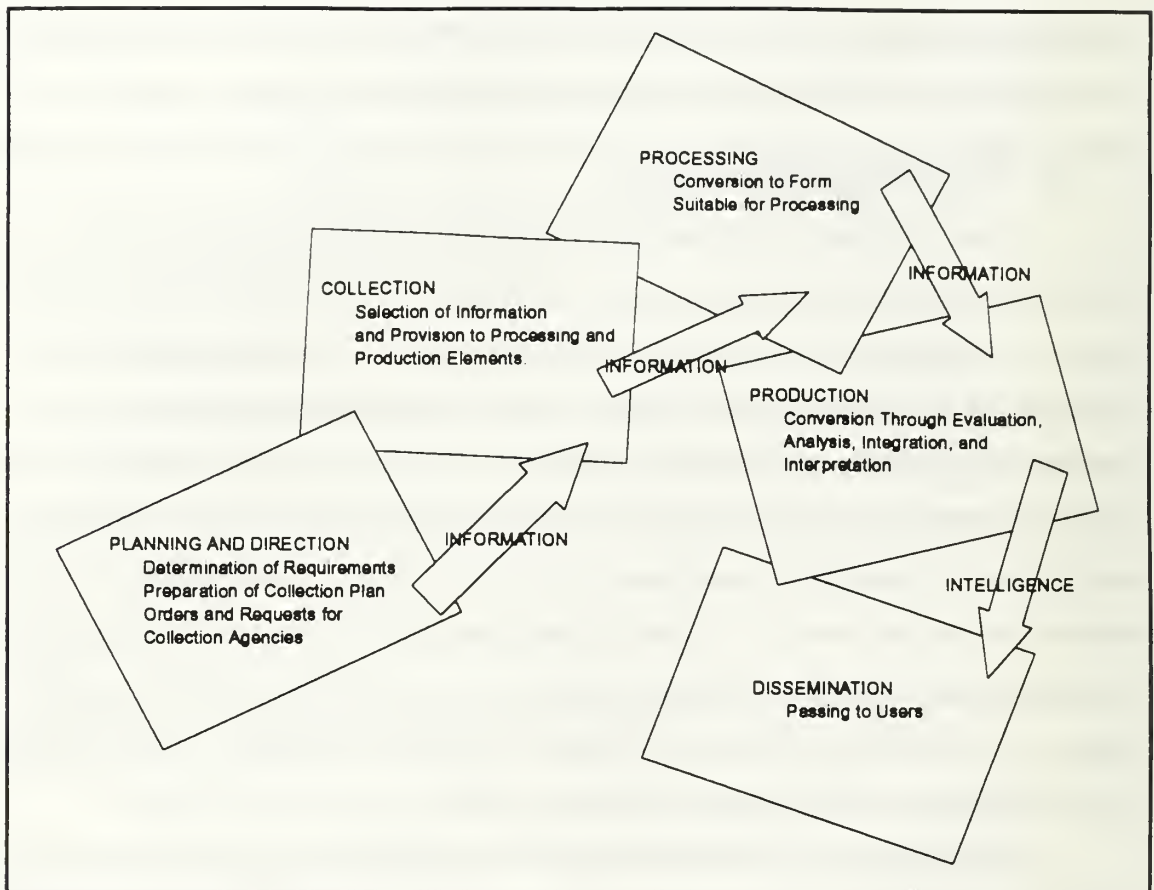 PLANNING AND DIRECTION
Determination of Requirements
Preparation of Collection Plan
Orders and Requests for
Collection Agencies
INFORMATION
COLLECTION
Selection of Information
and Provision to Processing and
Production Elements.
INFORMATION
PROCESSING
Conversion to Form
Suitable for Processing
INFORMATION
PRODUCTION
Conversion Through Evaluation,
Analysis, Integration, and
Interpretation
INTELLIGENCE
DISSEMINATION
Passing to Users